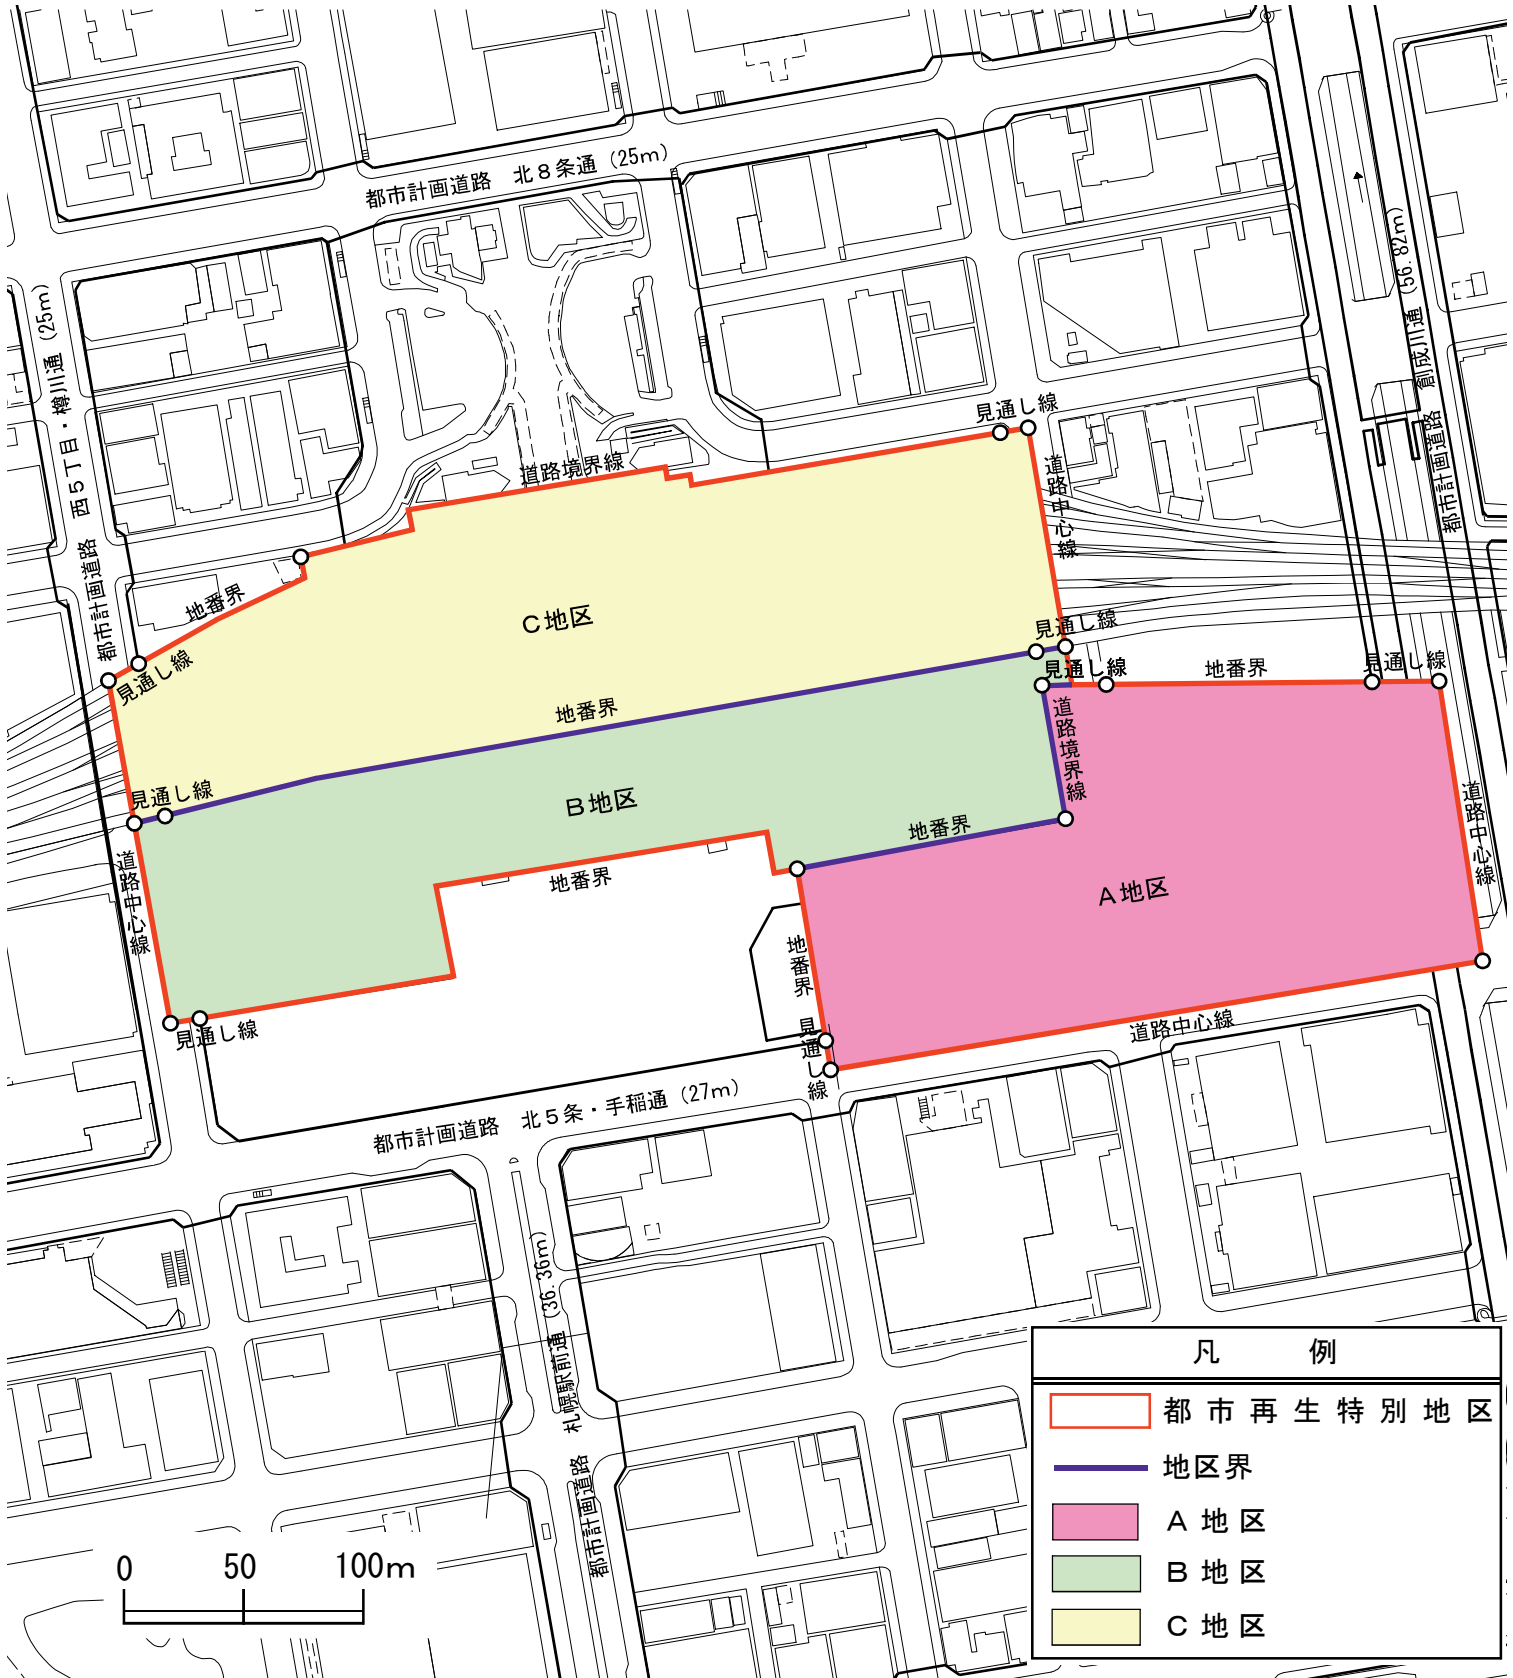 都市計画道路　北８条通（25m）
都市計画道路　西５丁目・樽川通（25m）
都市計画道路　創成川通（56.82m）
見通し線
道路境界線
道路中心線
地番界
C地区
見通し線
見通し線
見通し線
地番界
見通し線
地番界
道路境界線
見通し線
B地区
地番界
道路中心線
道路中心線
地番界
A地区
地番界
見通し線
見通し線
道路中心線
都市計画道路　北５条・手稲通（27m）
都市計画道路　札幌駅前通（36.36m）
凡　例
都市再生特別地区
地区界
A地区
B地区
C地区
0　50　100m